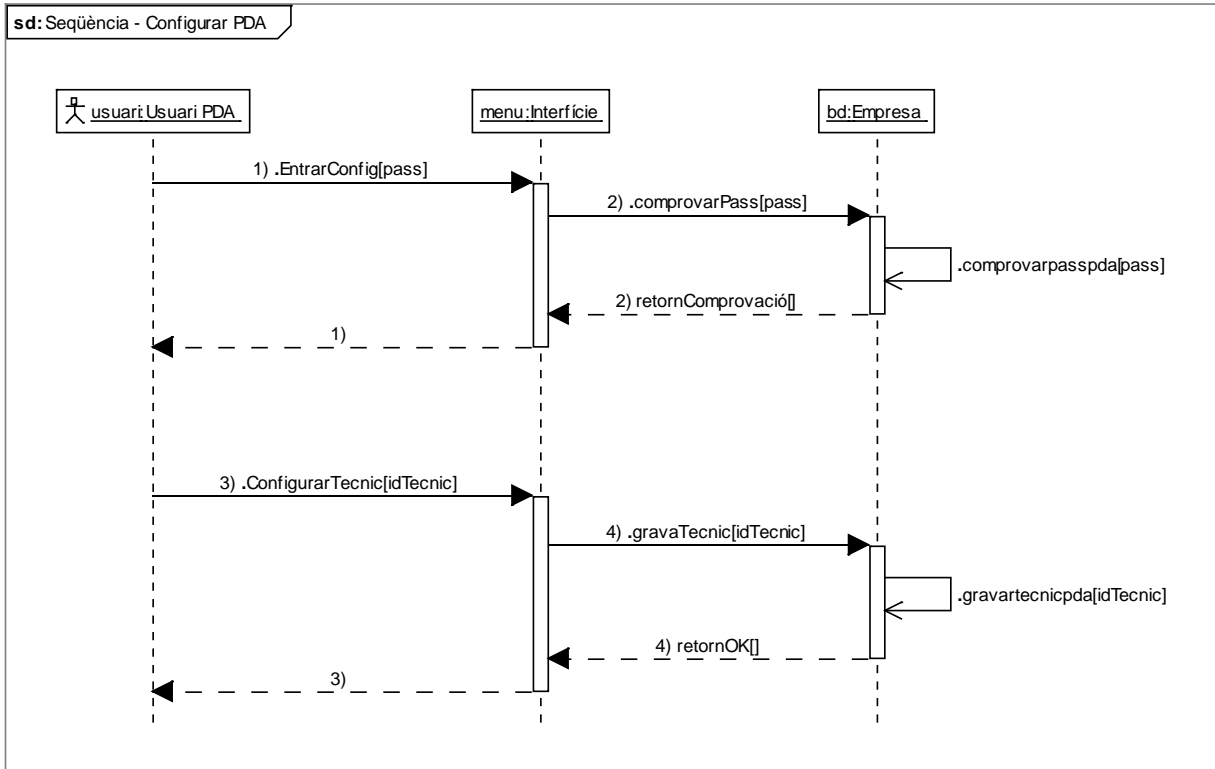 sd: Seqüència - Configurar PDA
usuari:Usuari PDA
menu:Interfície
bd:Empresa
1) .EntrarConfig[pass]
2) .comprovarPass[pass]
.comprovarpasspda[pass]
2) retornComprovació[]
1)
3) .ConfigurarTecnic[idTecnic]
4) .gravaTecnic[idTecnic]
.gravartecnicpda[idTecnic]
4) retornOK[]
3)